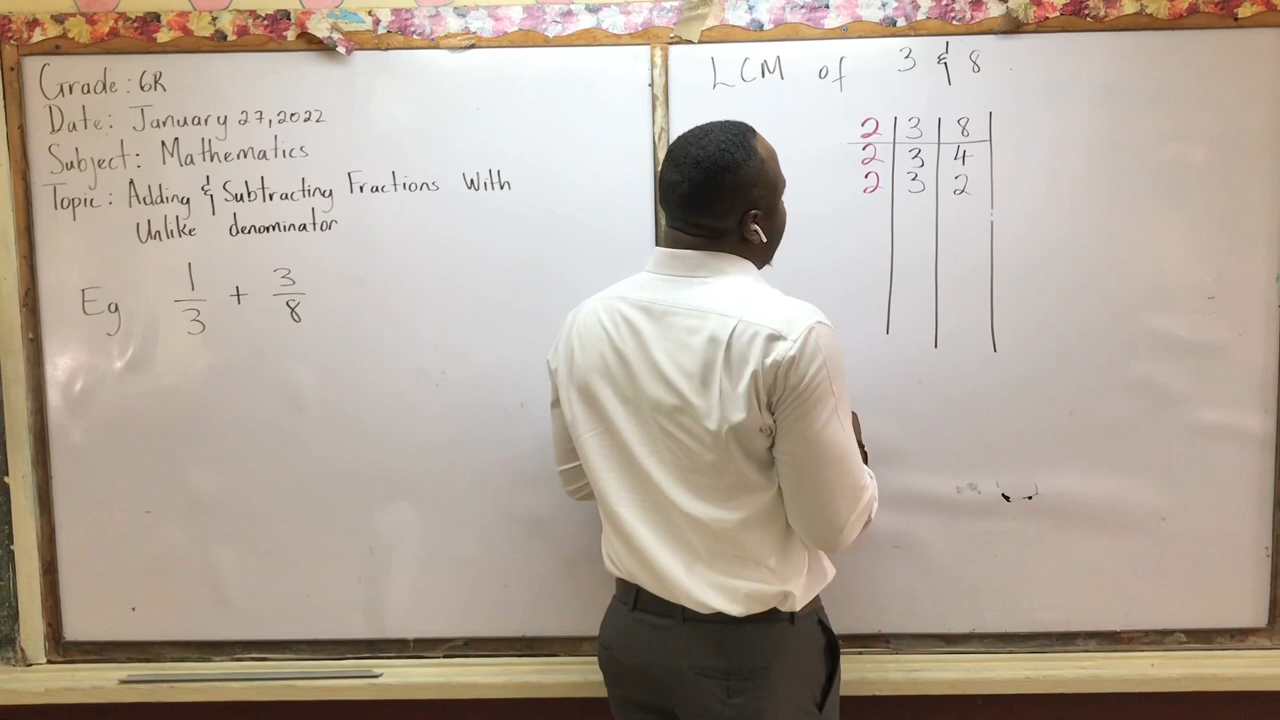 Grade: 6R
Date: January 27, 2022
Subject: Mathematics
Topic: Adding & Subtracting Fractions With
Unlike denominator
Eg 1/3 + 3/8
LCM of 3 & 8
2 3 8
2 3 4
2 3 2